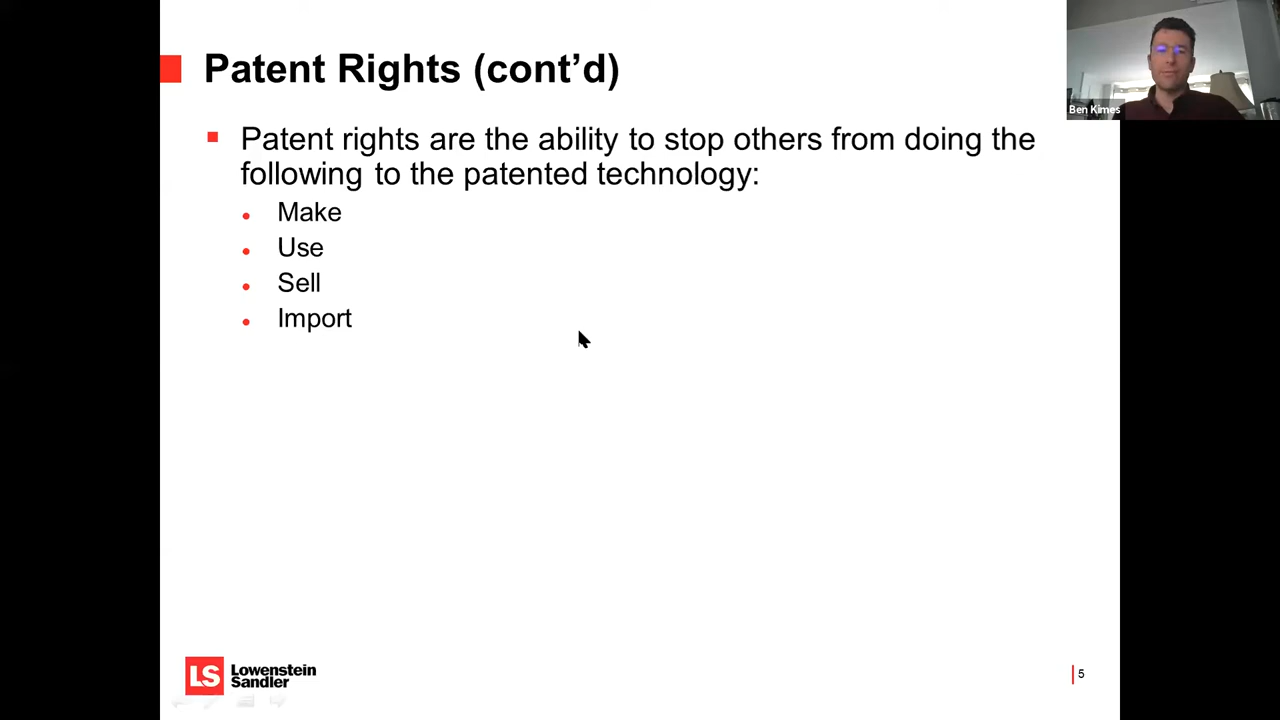 Patent Rights (cont’d)
Ben Kimes
Patent rights are the ability to stop others from doing the
following to the patented technology:
Make
Use
Sell
Import
LS
Lowenstein
Sandler
5